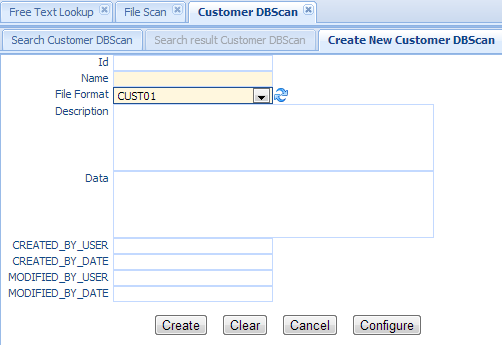 Free Text Lookup File Scan Customer DBScan
Search Customer DBScan Search result Customer DBScan Create New Customer DBScan
Id
Name
File Format CUST01
Description
Data
CREATED_BY_USER
CREATED_BY_DATE
MODIFIED_BY_USER
MODIFIED_BY_DATE
Create Clear Cancel Configure